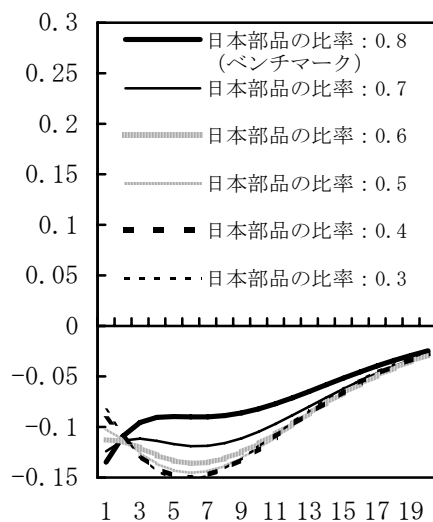 0.3
0.25
0.2
0.15
0.1
0.05
0
-0.05
-0.1
-0.15
日本部品の比率：0.8
（ベンチマーク）
日本部品の比率：0.7
日本部品の比率：0.6
日本部品の比率：0.5
日本部品の比率：0.4
日本部品の比率：0.3
1 3 5 7 9 11 13 15 17 19